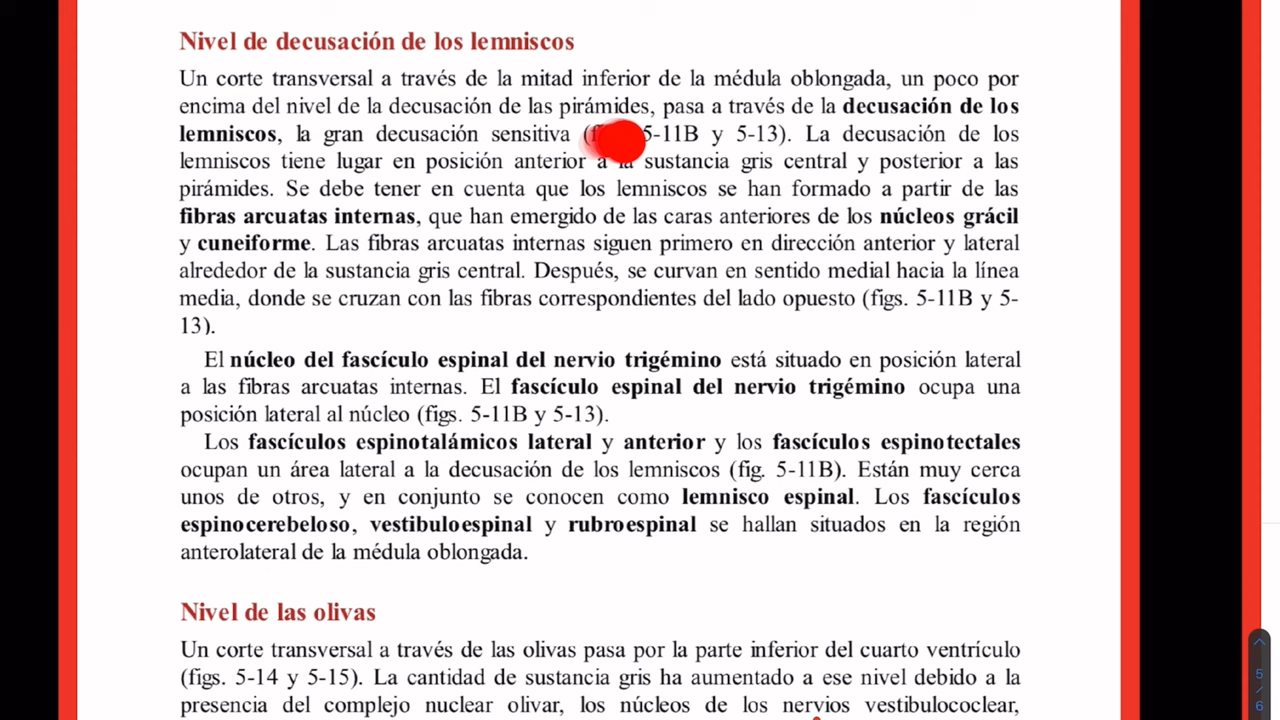 Nivel de decusación de los lemniscos
Un corte transversal a través de la mitad inferior de la médula oblongada, un poco por
encima del nivel de la decusación de las pirámides, pasa a través de la decusación de los
lemniscos, la gran decusación sensitiva 5-11B y 5-13). La decusación de los
lemniscos tiene lugar en posición anterior a la sustancia gris central y posterior a las
pirámides. Se debe tener en cuenta que los lemniscos se han formado a partir de las
fibras arcuatas internas, que han emergido de las caras anteriores de los núcleos grácil
y cuneiforme. Las fibras arcuatas internas siguen primero en dirección anterior y lateral
alrededor de la sustancia gris central. Después, se curvan en sentido medial hacia la línea
media, donde se cruzan con las fibras correspondientes del lado opuesto (figs. 5-11B y 5-
13).
El núcleo del fascículo espinal del nervio trigémino está situado en posición lateral
a las fibras arcuatas internas. El fascículo espinal del nervio trigémino ocupa una
posición lateral al núcleo (figs. 5-11B y 5-13).
Los fascículos espinotalámicos lateral y anterior y los fascículos espinotectales
ocupan un área lateral a la decusación de los lemniscos (fig. 5-11B). Están muy cerca
unos de otros, y en conjunto se conocen como lemnisco espinal. Los fascículos
espinocerebeloso, vestibuloespinal y rubroespinal se hallan situados en la región
anterolateral de la médula oblongada.
Nivel de las olivas
Un corte transversal a través de las olivas pasa por la parte inferior del cuarto ventrículo
(figs. 5-14 y 5-15). La cantidad de sustancia gris ha aumentado a ese nivel debido a la
presencia del complejo nuclear olivar, los núcleos de los nervios vestibulococlear,
5
/
6